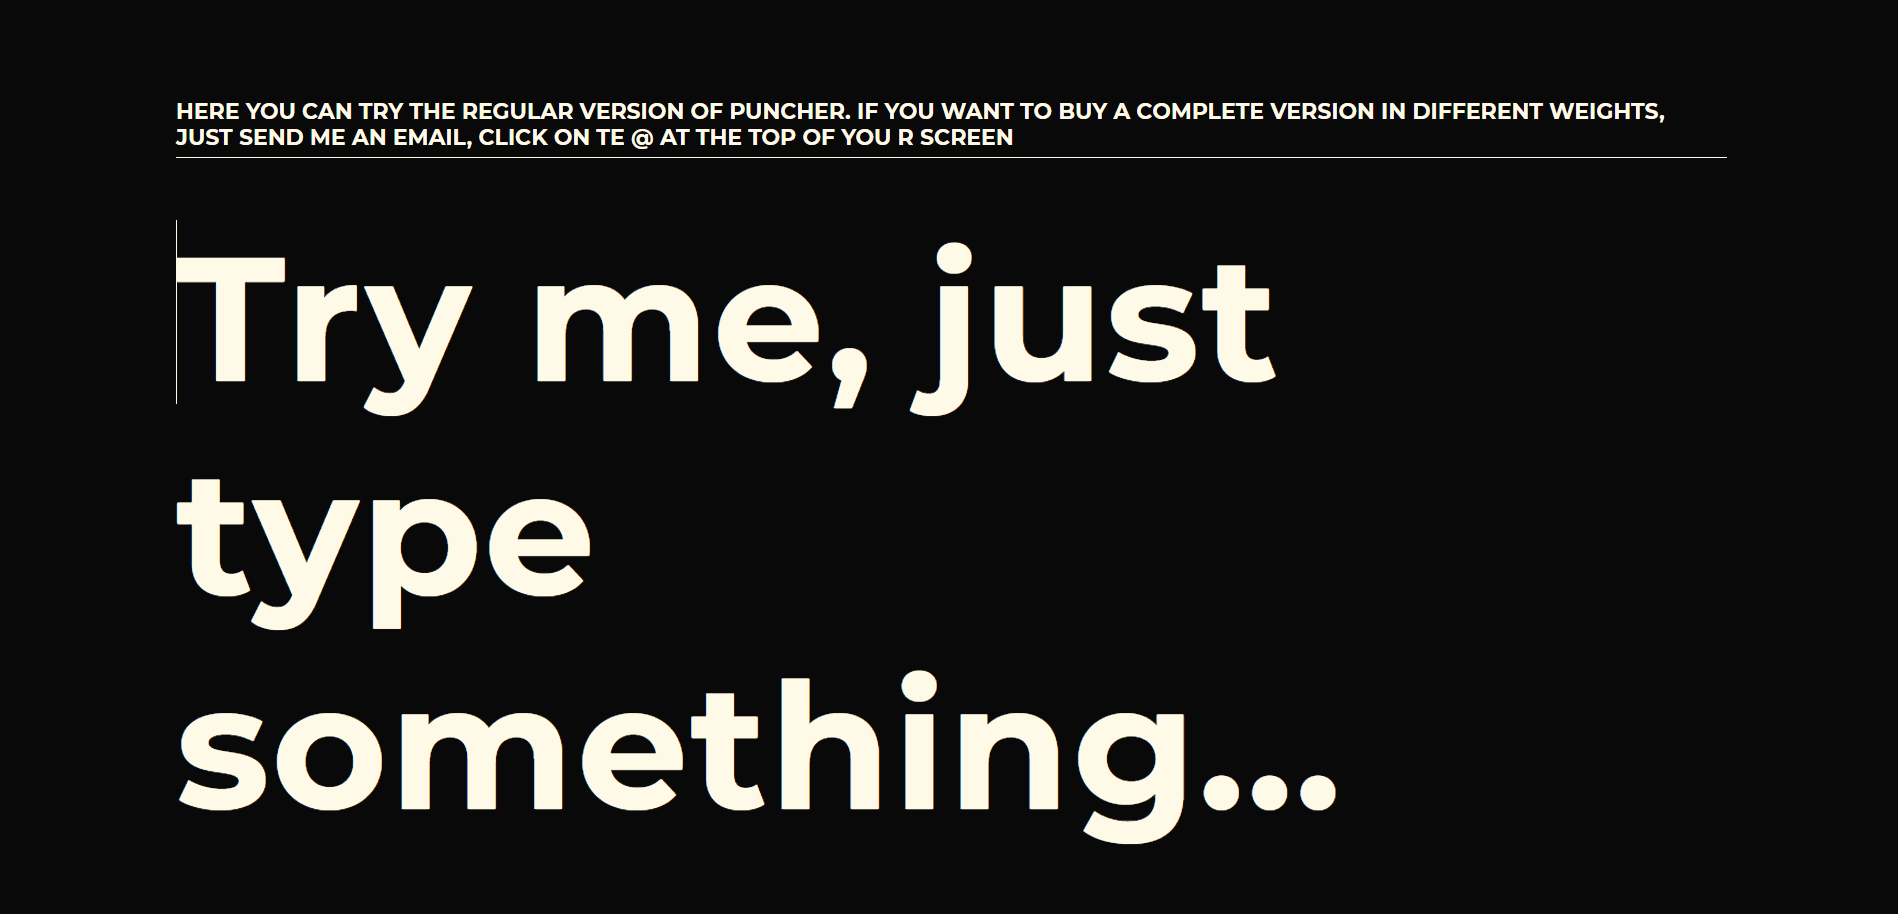 HERE YOU CAN TRY THE REGULAR VERSION OF PUNCHER. IF YOU WANT TO BUY A COMPLETE VERSION IN DIFFERENT WEIGHTS,
JUST SEND ME AN EMAIL, CLICK ON TE @ AT THE TOP OF YOU R SCREEN
Try me, just
type
something...